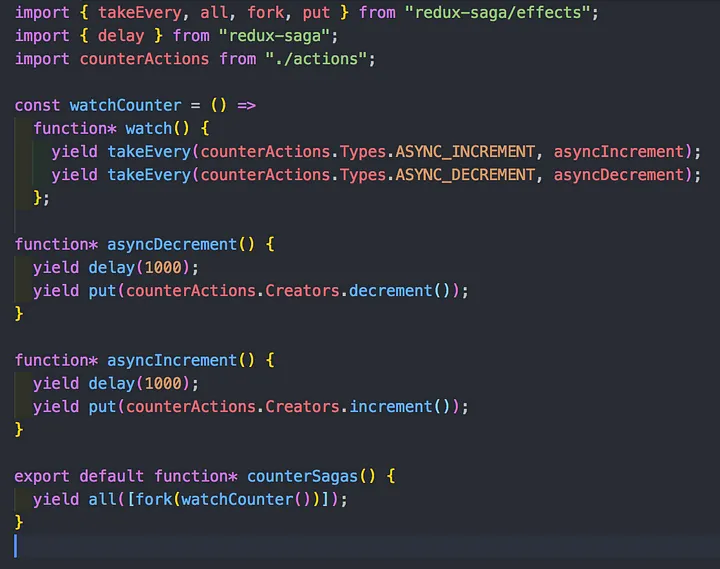 import { takeEvery, all, fork, put } from "redux-saga/effects";
import { delay } from "redux-saga";
import counterActions from "./actions";

const watchCounter = () =>
  function* watch() {
    yield takeEvery(counterActions.Types.ASYNC_INCREMENT, asyncIncrement);
    yield takeEvery(counterActions.Types.ASYNC_DECREMENT, asyncDecrement);
  };

function* asyncDecrement() {
  yield delay(1000);
  yield put(counterActions.Creators.decrement());
}

function* asyncIncrement() {
  yield delay(1000);
  yield put(counterActions.Creators.increment());
}

export default function* counterSagas() {
  yield all([fork(watchCounter())]);
}